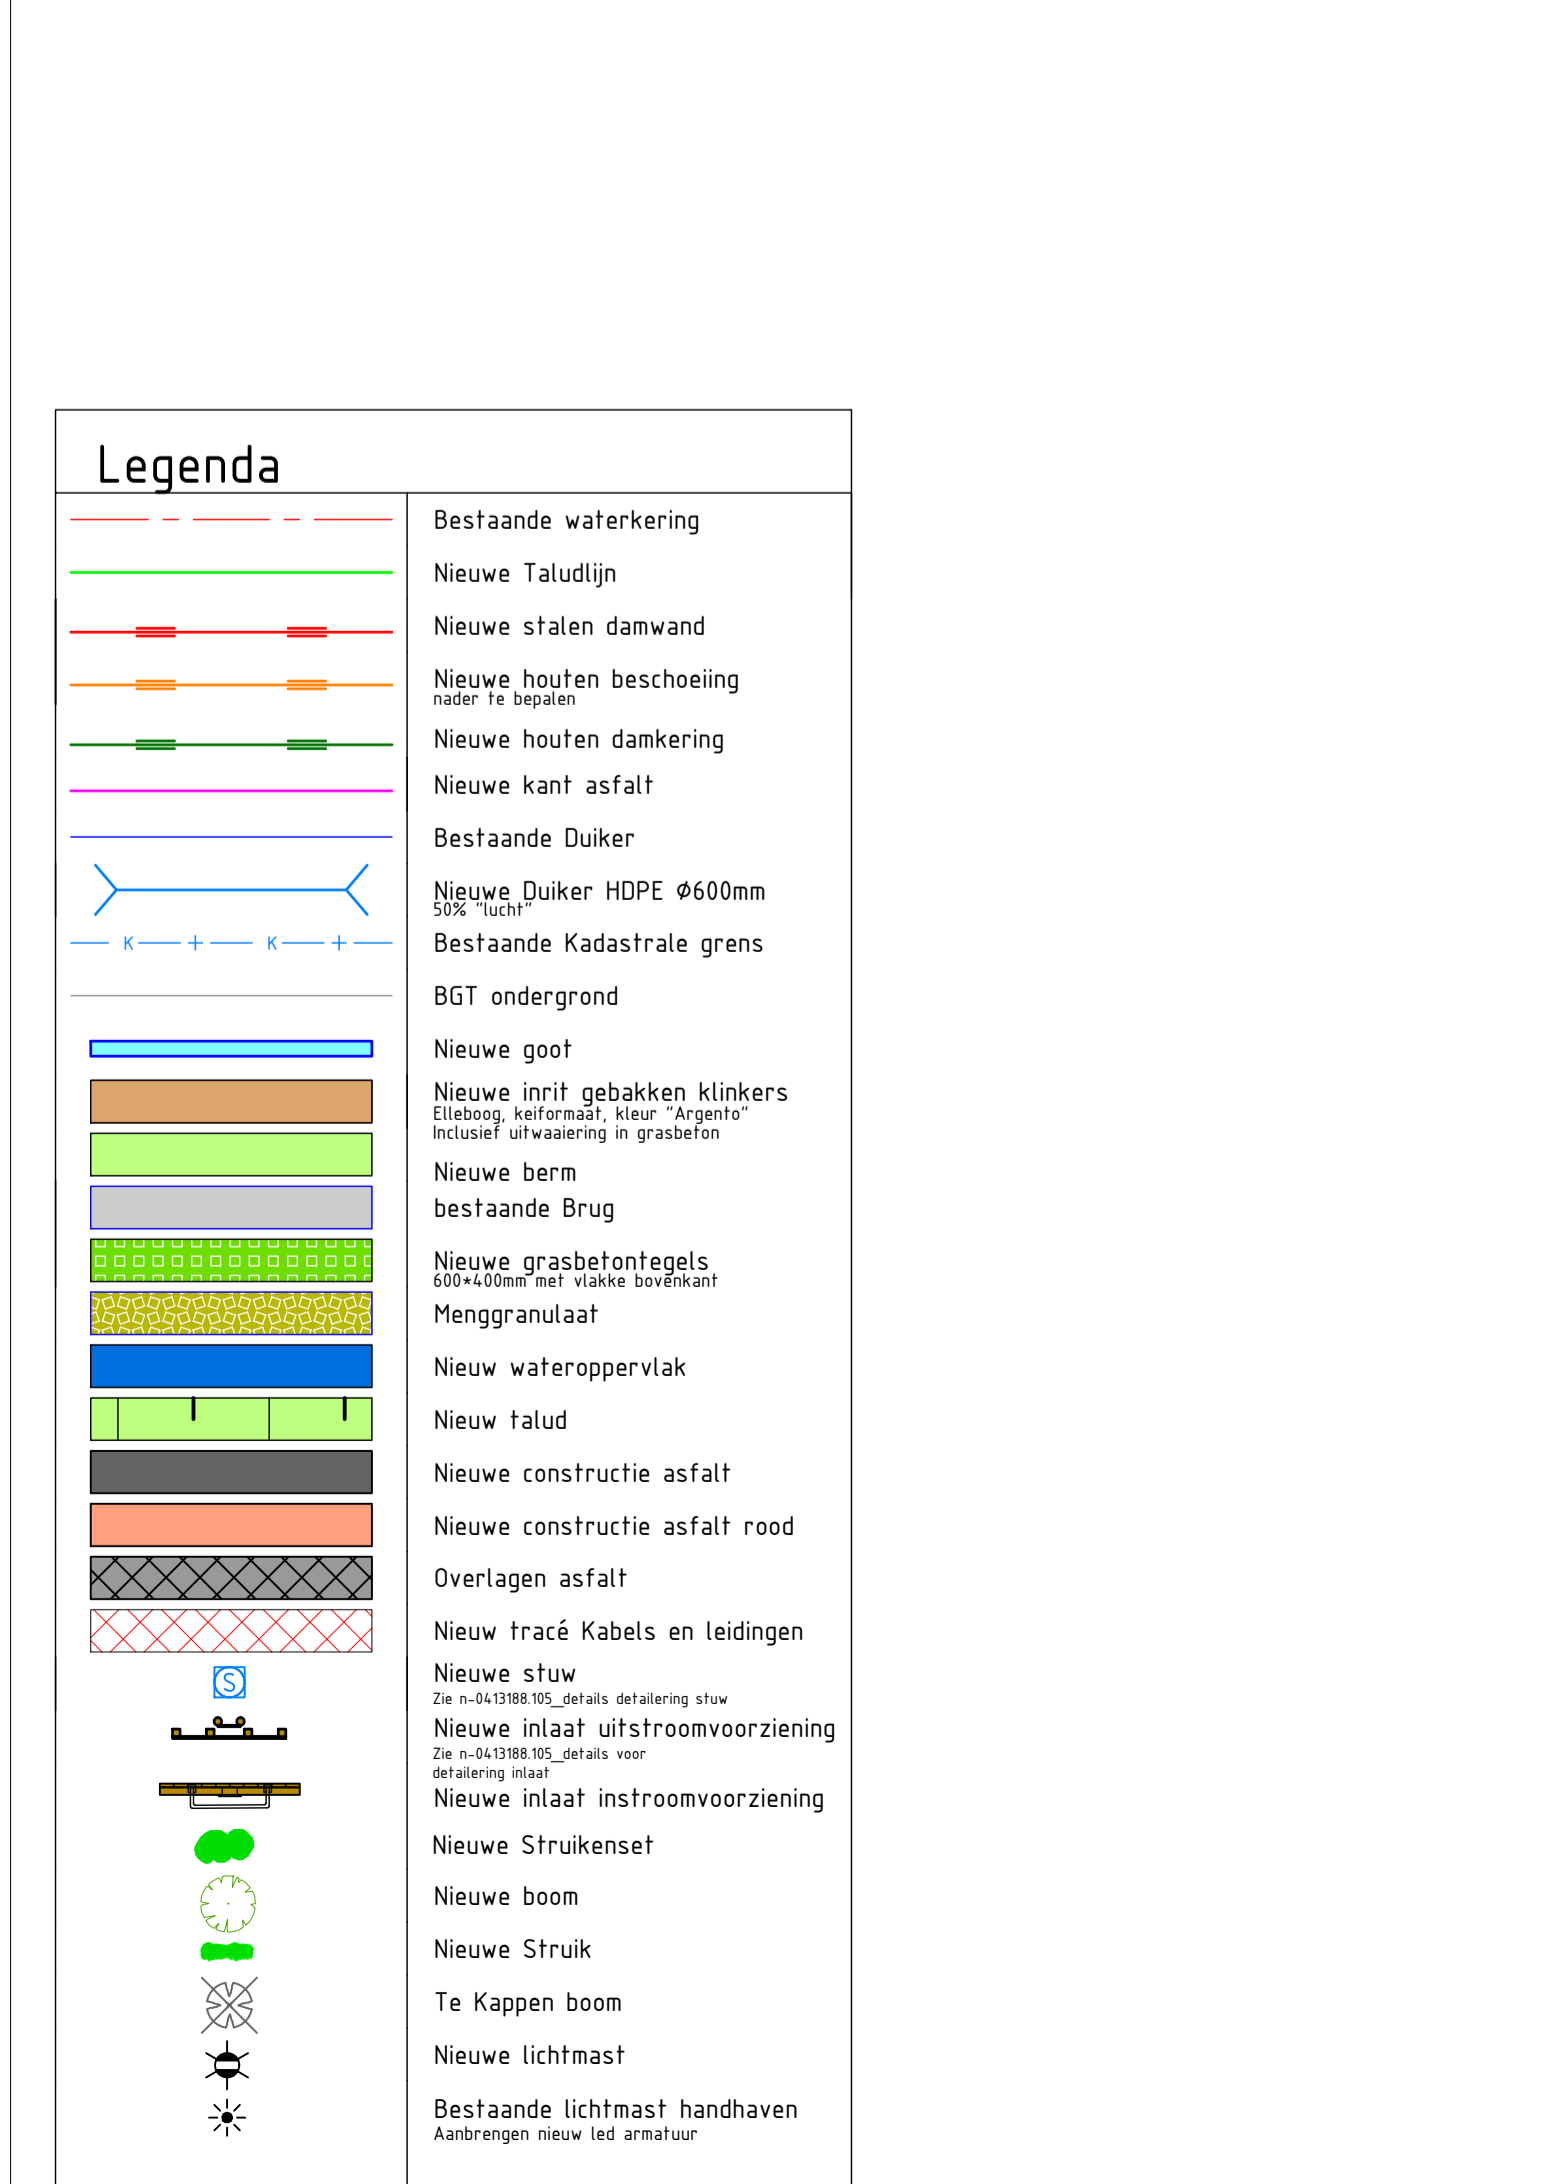 Legenda
Bestaande waterkering
Nieuwe Taludlijn
Nieuwe stalen damwand
Nieuwe houten beschoeiing
nader te bepalen
Nieuwe houten damkering
Nieuwe kant asfalt
Bestaande Duiker
Nieuwe Duiker HDPE Ø600mm
50% "lucht"
K + K + Bestaande Kadastrale grens
BGT ondergrond
Nieuwe goot
Nieuwe inrit gebakken klinkers
Elleboog, keiformaat, kleur "Argento"
Inclusief uitwaaiering in grasbeton
Nieuwe berm
bestaande Brug
Nieuwe grasbetontegels
600*400mm met vlakke bovenkant
Menggranulaat
Nieuw wateroppervlak
Nieuw talud
Nieuwe constructie asfalt
Nieuwe constructie asfalt rood
Overlagen asfalt
Nieuw tracé Kabels en leidingen
S Nieuwe stuw
Zie n-0413188.105_details detailering stuw
Nieuwe inlaat uitstroomvoorziening
Zie n-0413188.105_details voor
detailering inlaat
Nieuwe inlaat instroomvoorziening
Nieuwe Struikenset
Nieuwe boom
Nieuwe Struik
Te Kappen boom
Nieuwe lichtmast
Bestaande lichtmast handhaven
Aanbrengen nieuw led armatuur